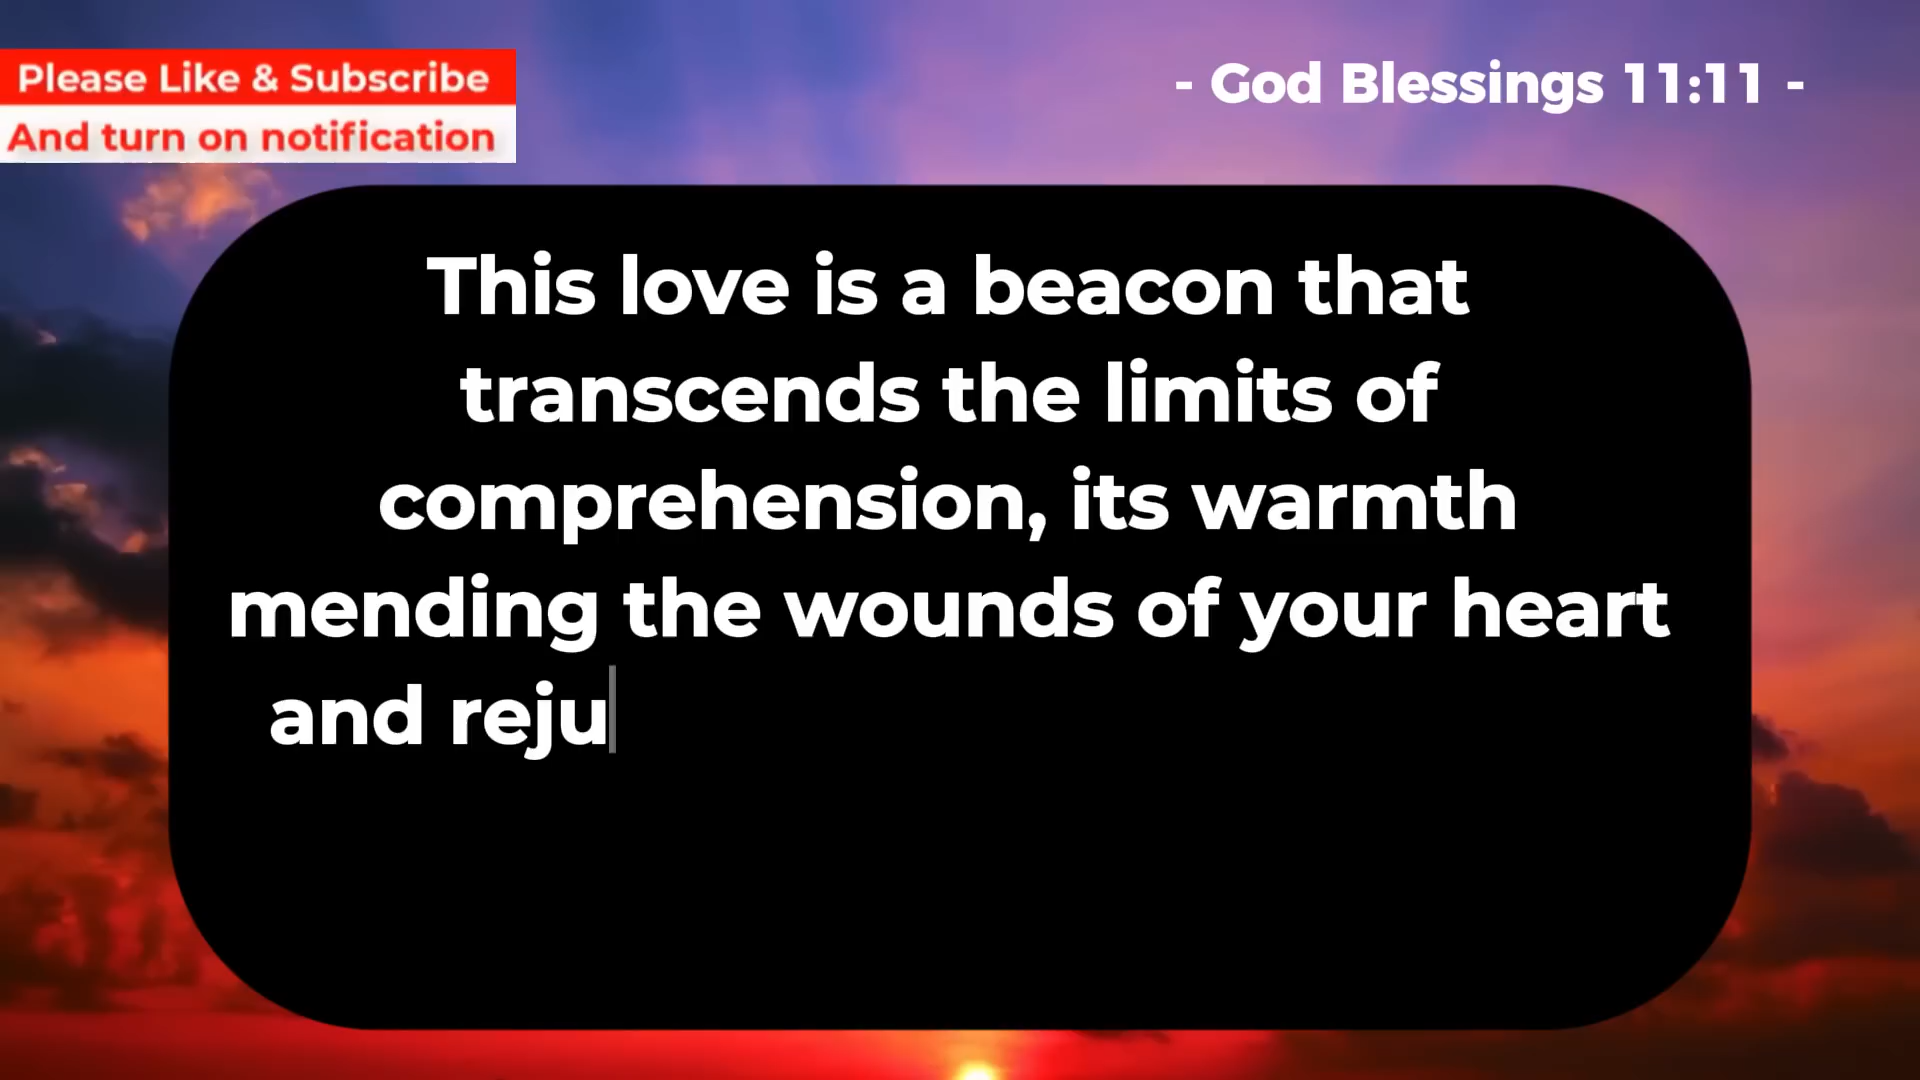 Please Like & Subscribe
And turn on notification
- God Blessings 11:11 -
This love is a beacon that
transcends the limits of
comprehension, its warmth
mending the wounds of your heart
and reju